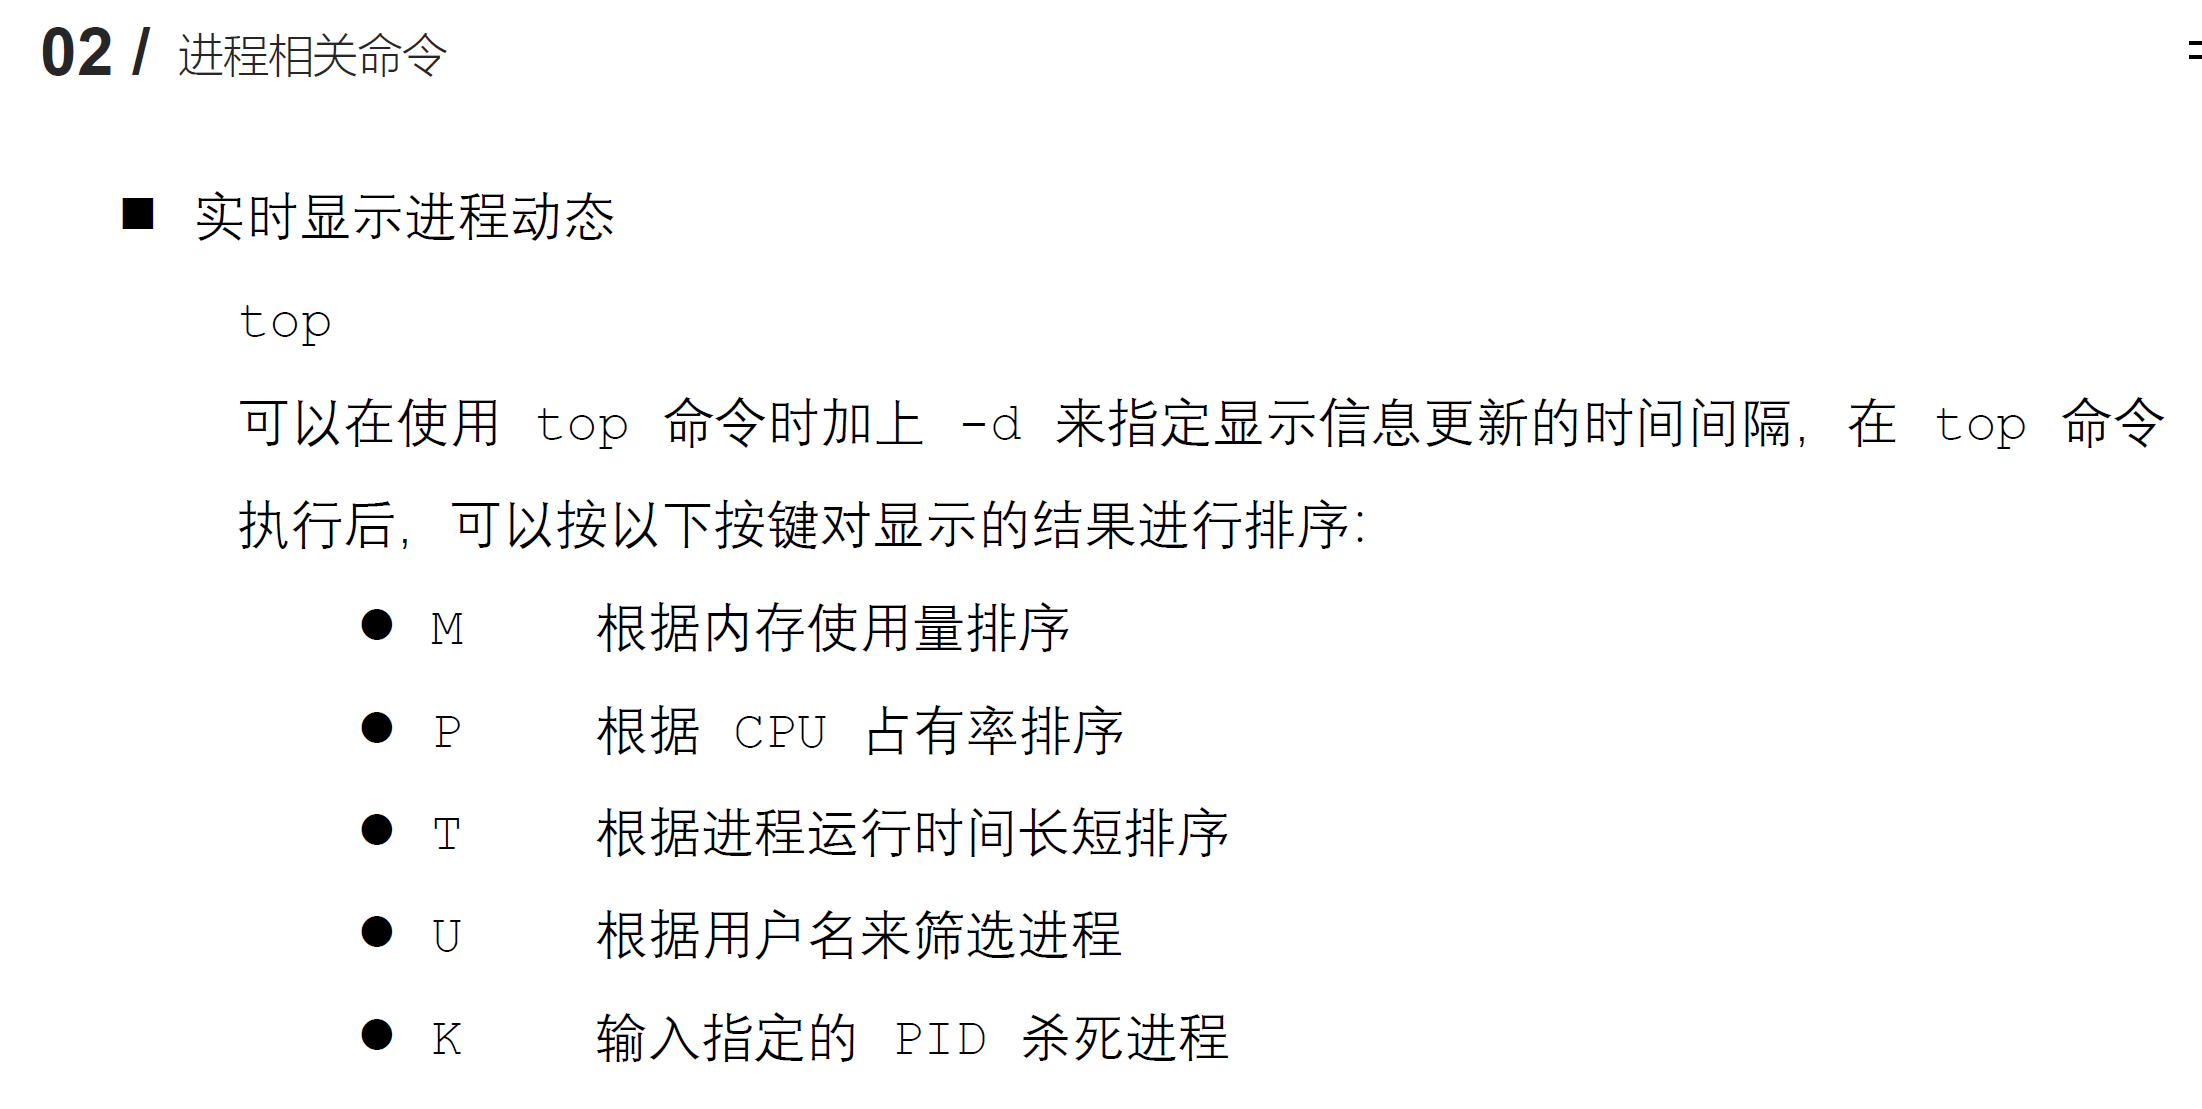 02 / 进程相关命令
■ 实时显示进程动态
top
可以在使用 top 命令时加上 -d 来指定显示信息更新的时间间隔，在 top 命令
执行后，可以按以下按键对显示的结果进行排序：
● M 根据内存使用量排序
● P 根据 CPU 占有率排序
● T 根据进程运行时间长短排序
● U 根据用户名来筛选进程
● K 输入指定的 PID 杀死进程